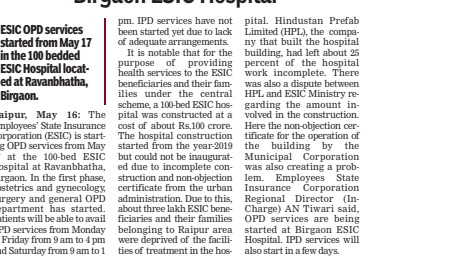 Birgaon ESIC Hospital
ESIC OPD services
started from May 17
in the 100 bedded
ESIC Hospital locat-
ed at Ravanbhatha,
Birgaon.
aipur, May 16: The
mployees' State Insurance
orporation (ESIC) is start-
g OPD services from May
at the 100-bed ESIC
ospital at Ravanbhatha,
rgaon. In the first phase,
stetrics and gynecology,
rgery and general OPD
epartment has started.
atients will be able to avail
PD services from Monday
Friday from 9 am to 4 pm
nd Saturday from 9 am to 1
pm. IPD services have not
been started yet due to lack
of adequate arrangements.
It is notable that for the
purpose of providing
health services to the ESIC
beneficiaries and their fam-
ilies under the central
scheme, a 100-bed ESIC hos-
pital was constructed at a
cost of about Rs.100 crore.
The hospital construction
started from the year-2019
but could not be inaugurat-
ed due to incomplete con-
struction and non-objection
certificate from the urban
administration. Due to this,
about three lakh ESIC bene-
ficiaries and their families
belonging to Raipur area
were deprived of the facili-
ties of treatment in the hos-
pital. Hindustan Prefab
Limited (HPL), the compa-
ny that built the hospital
building, had left about 25
percent of the hospital
work incomplete. There
was also a dispute between
HPL and ESIC Ministry re-
garding the amount in-
volved in the construction.
Here the non-objection cer-
tificate for the operation of
the building by the
Municipal Corporation
was also creating a prob-
lem. Employees State
Insurance Corporation
Regional Director (In-
Charge) AN Tiwari said,
OPD services are being
started at Birgaon ESIC
Hospital. IPD services will
also start in a few days.